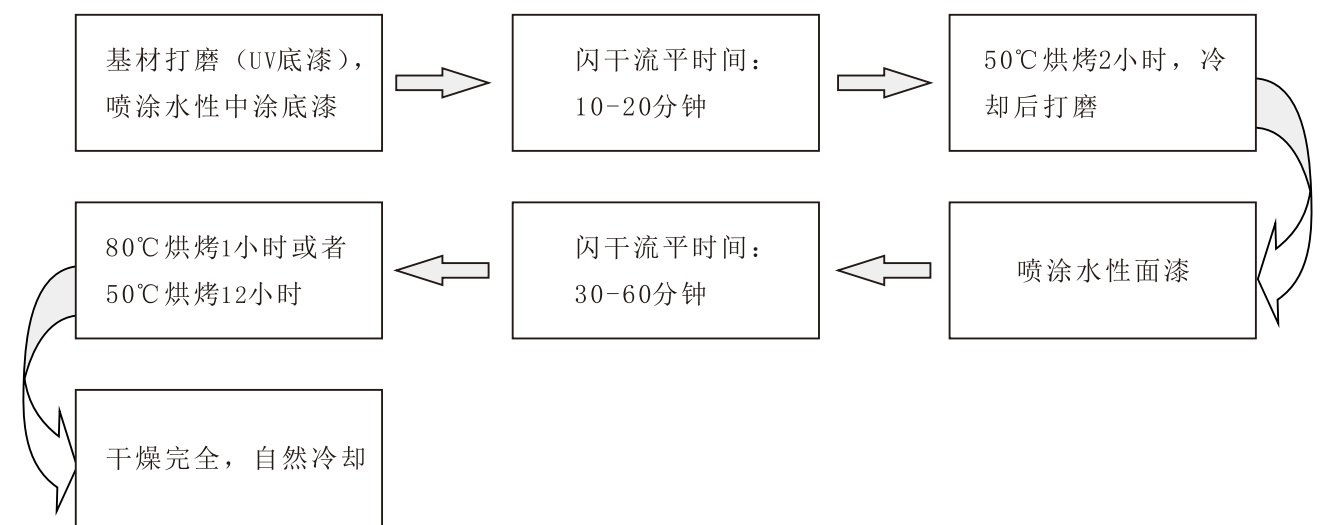 基材打磨（UV底漆），
喷涂水性中涂底漆
闪干流平时间：
10-20分钟
50℃烘烤2小时，冷
却后打磨
喷涂水性面漆
闪干流平时间：
30-60分钟
80℃烘烤1小时或者
50℃烘烤12小时
干燥完全，自然冷却